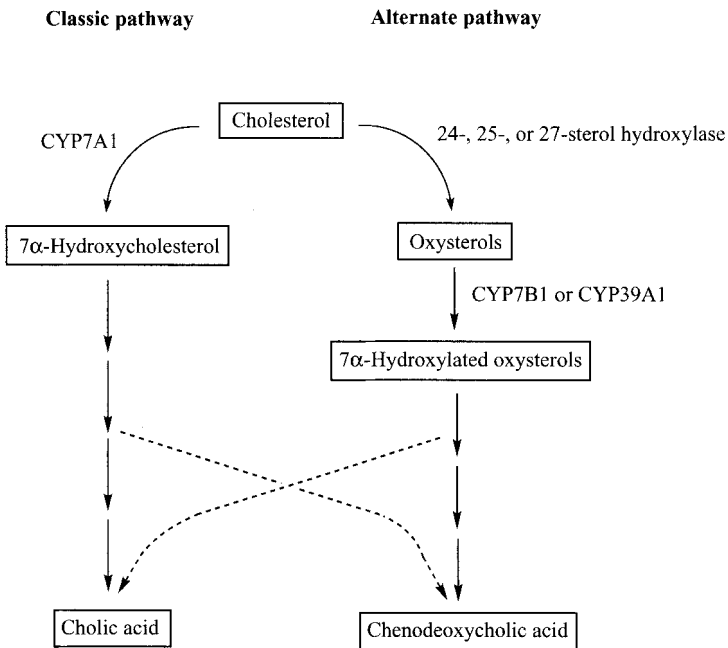 Classic pathway
Alternate pathway
Cholesterol
CYP7A1
24-, 25-, or 27-sterol hydroxylase
7α-Hydroxycholesterol
Oxysterols
CYP7B1 or CYP39A1
7α-Hydroxylated oxysterols
Cholic acid
Chenodeoxycholic acid